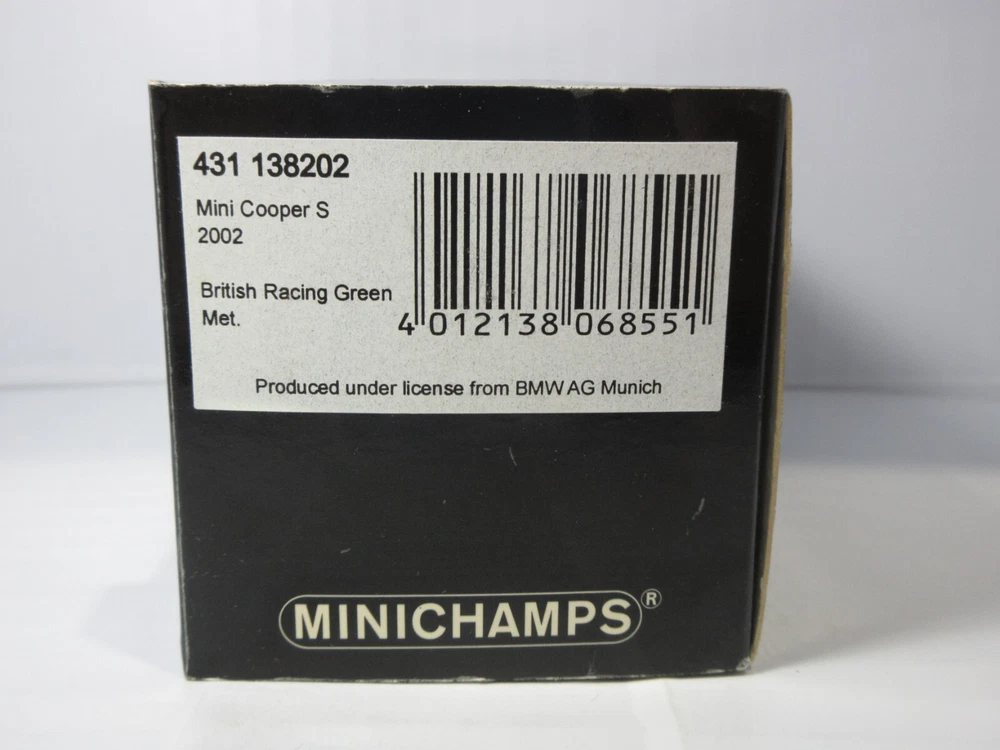 431 138202
Mini Cooper S
2002
British Racing Green
Met.
4 012138 068551
Produced under license from BMW AG Munich
MINICHAMPS®